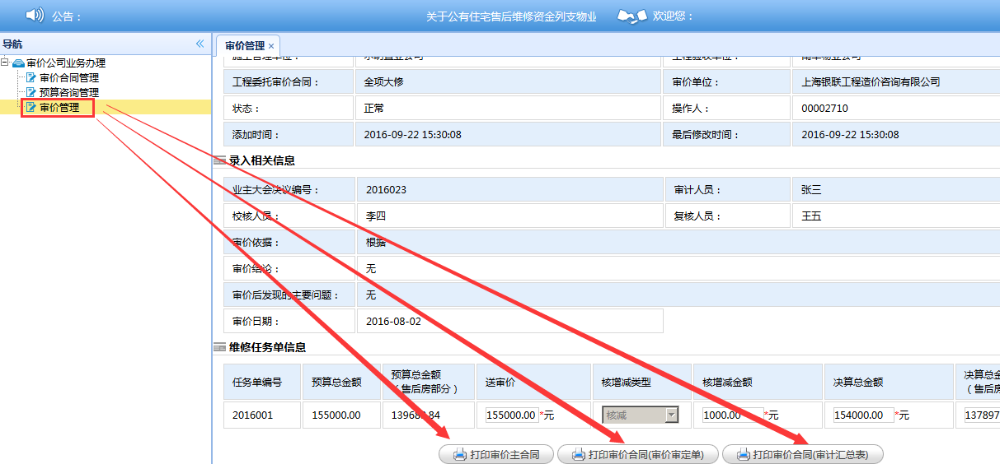 公告：
关于公有住宅售后维修资金列支物业
欢迎您：
导航
审价公司业务办理
审价合同管理
预算咨询管理
审价管理
审价管理 ×
工程委托审价合同： 全项大修 审价单位： 上海银联工程造价咨询有限公司
状态： 正常 操作人： 00002710
添加时间： 2016-09-22 15:30:08 最后修改时间： 2016-09-22 15:30:08
录入相关信息
业主大会决议编号： 2016023 审计人员： 张三
校核人员： 李四 复核人员： 王五
审价依据： 根据
审价结论： 无
审价后发现的主要问题： 无
审价日期： 2016-08-02
维修任务单信息
任务单编号 预算总金额 预算总金额（售后房部分） 送审价 核增减类型 核增减金额 决算总金额 决算总金
（售后房
2016001 155000.00 155000.00 *元 核减 1000.00 *元 154000.00 *元 137897
打印审价主合同 打印审价合同(审价审定单) 打印审价合同(审计汇总表)